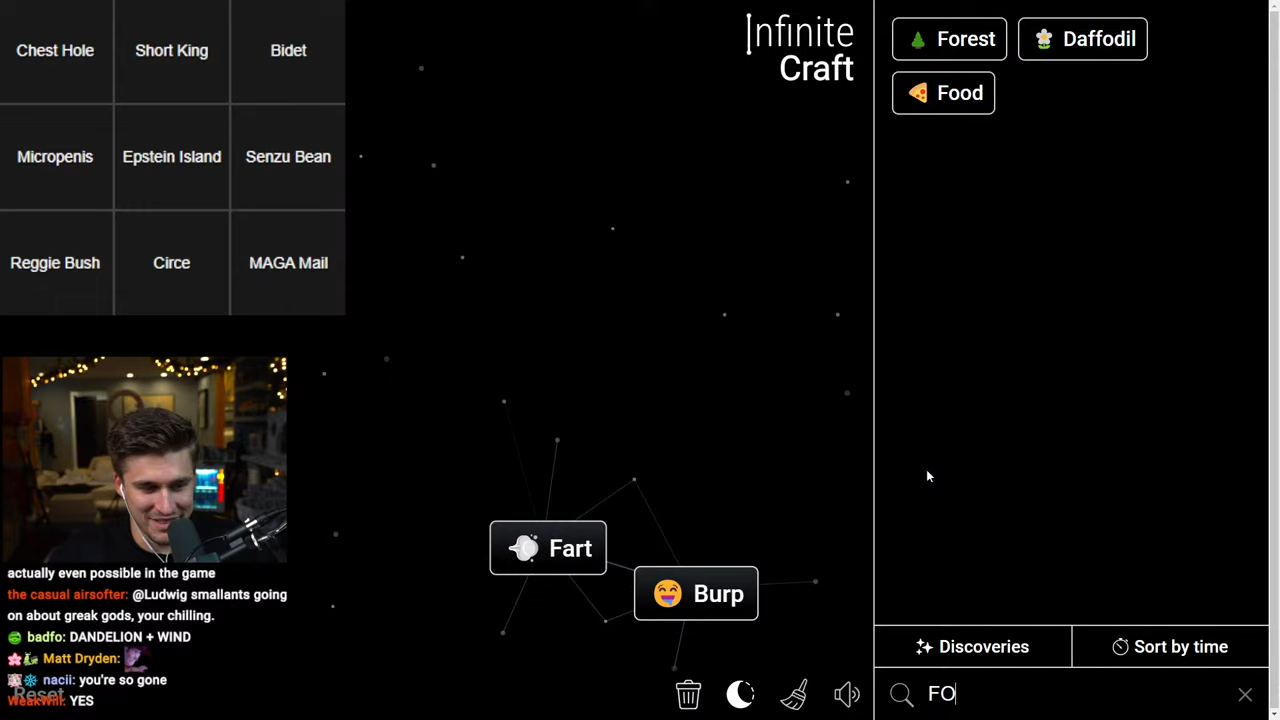 Chest Hole
Short King
Bidet
Micropenis
Epstein Island
Senzu Bean
Reggie Bush
Circe
MAGA Mail
Infinite
Craft
Forest
Daffodil
Food
Fart
Burp
actually even possible in the game
the casual airsofter: @Ludwig smallants going
on about greak gods, your chilling.
badfo: DANDELION + WIND
Matt Dryden:
nacii: you're so gone
Reset
WeakWill: YES
Discoveries
Sort by time
FO